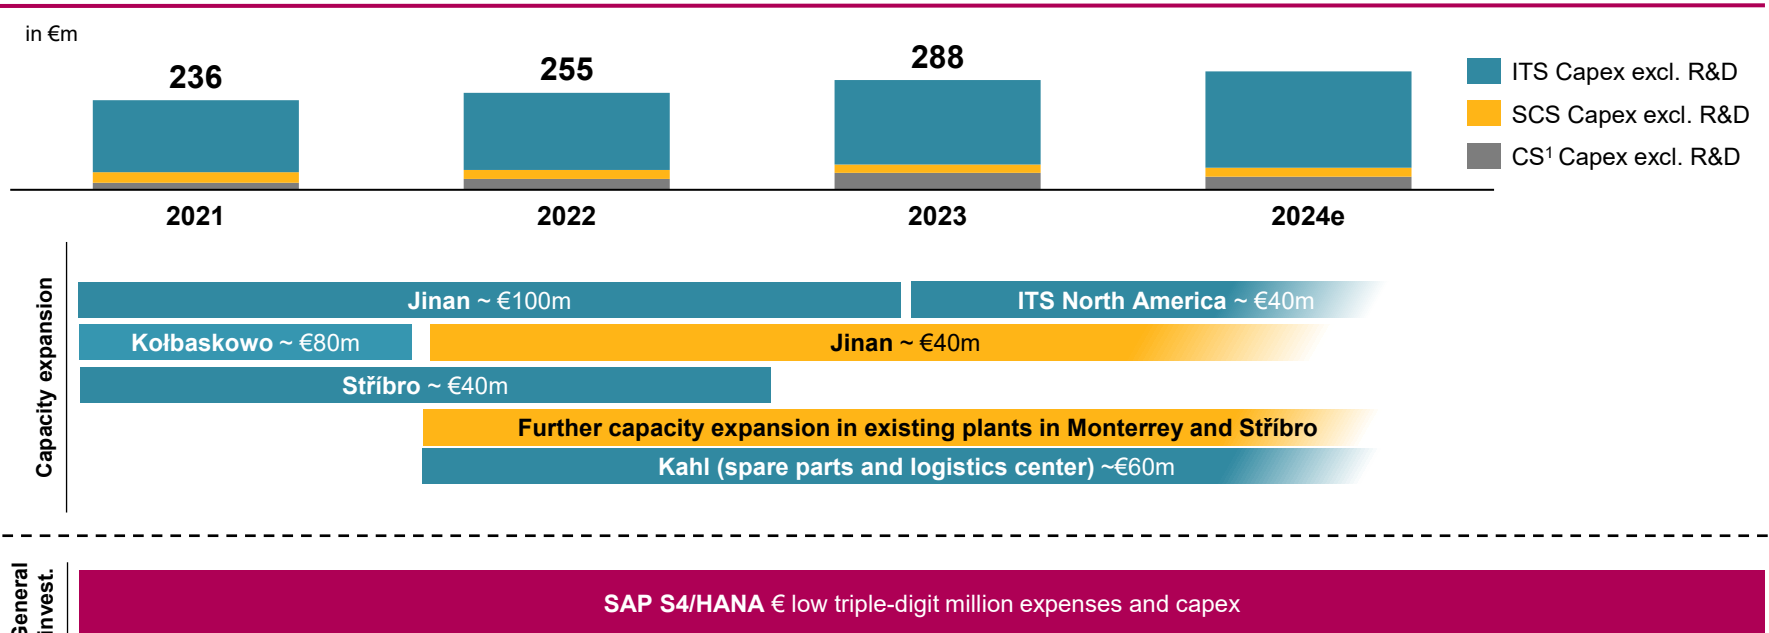 in €m
236
255
288
ITS Capex excl. R&D
SCS Capex excl. R&D
CS¹ Capex excl. R&D
2021
2022
2023
2024e
Capacity expansion
Jinan ~ €100m
ITS North America ~ €40m
Kołbaskowo ~ €80m
Jinan ~ €40m
Stříbro ~ €40m
Further capacity expansion in existing plants in Monterrey and Stříbro
Kahl (spare parts and logistics center) ~€60m
General
invest.
SAP S4/HANA € low triple-digit million expenses and capex